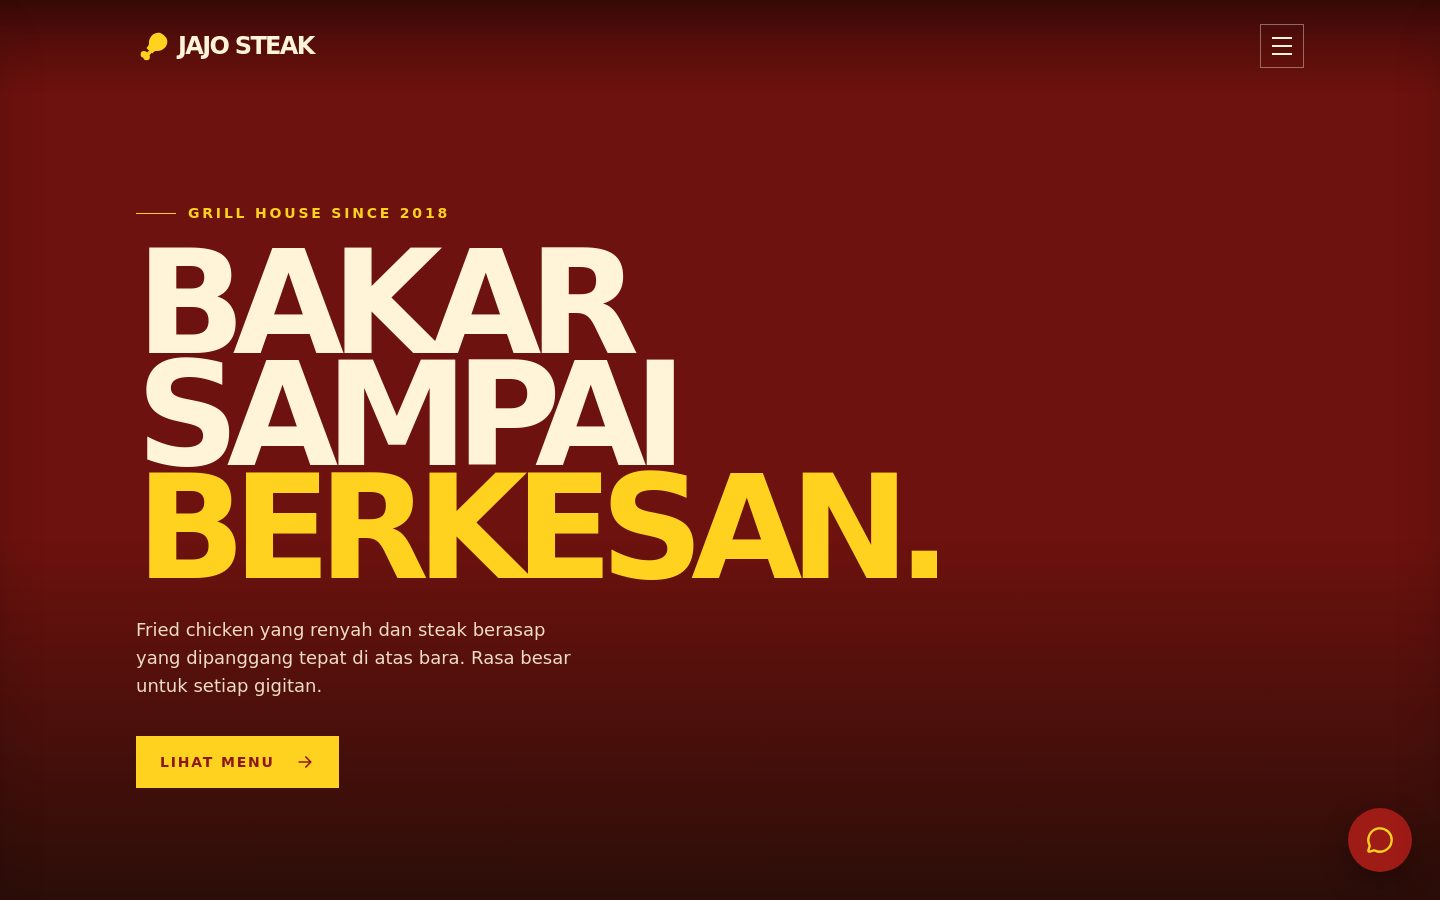 JAJO STEAK
GRILL HOUSE SINCE 2018
BAKAR
SAMPAI
BERKESAN.
Fried chicken yang renyah dan steak berasap
yang dipanggang tepat di atas bara. Rasa besar
untuk setiap gigitan.
LIHAT MENU